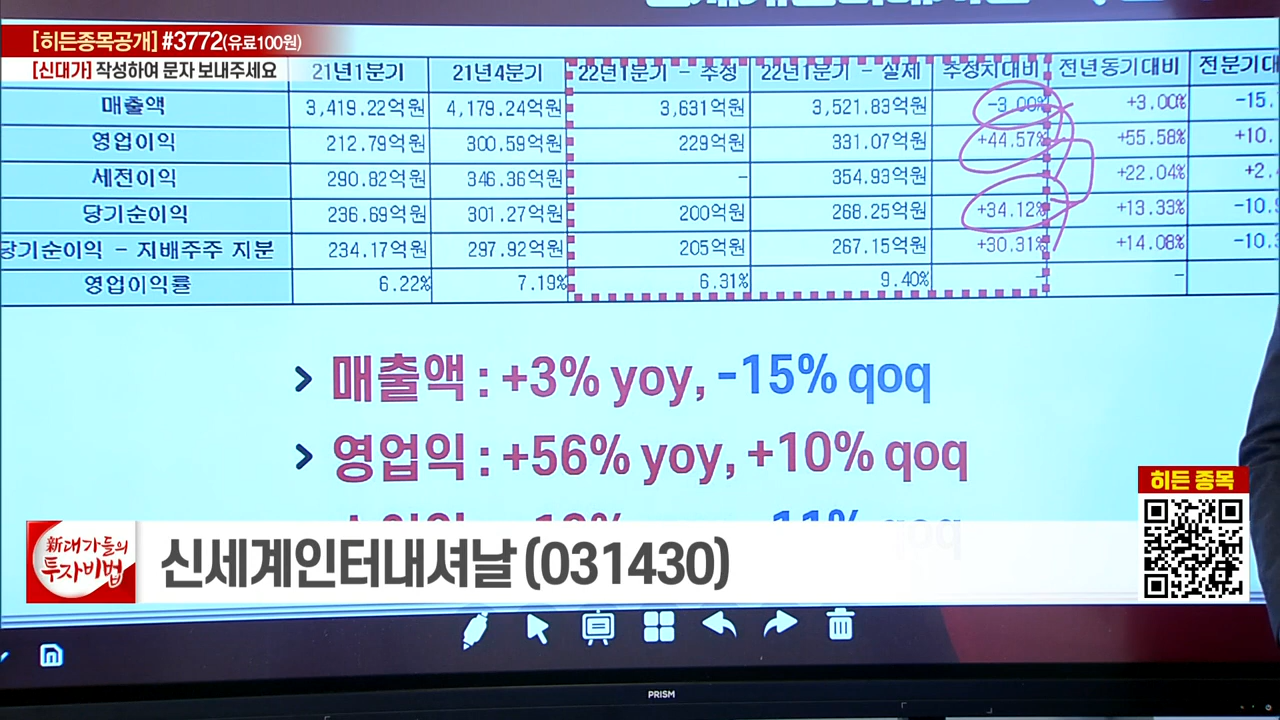 [히든종목공개] #3772(유료100원)
[신대가] 작성하여 문자 보내주세요
21년1분기 21년4분기 22년1분기 - 추정 22년1분기 - 실제 추정치대비 전년동기대비 전분기대
매출액 3,419.22억원 4,179.24억원 3,631억원 3,521.83억원 -3.00% +3.00% -15.
영업이익 212.79억원 300.59억원 229억원 331.07억원 +44.57% +55.58% +10.
세전이익 290.82억원 346.36억원 - 354.93억원 +22.04% +2.
당기순이익 236.69억원 301.27억원 200억원 268.25억원 +34.12% +13.33% -10.
당기순이익 - 지배주주 지분 234.17억원 297.92억원 205억원 267.15억원 +30.31% +14.08% -10.
영업이익률 6.22% 7.19% 6.31% 9.40% - -
> 매출액 : +3% yoy, -15% qoq
> 영업익 : +56% yoy, +10% qoq
히든 종목
新대가들의
투자비법
신세계인터내셔날 (031430)
PRISM